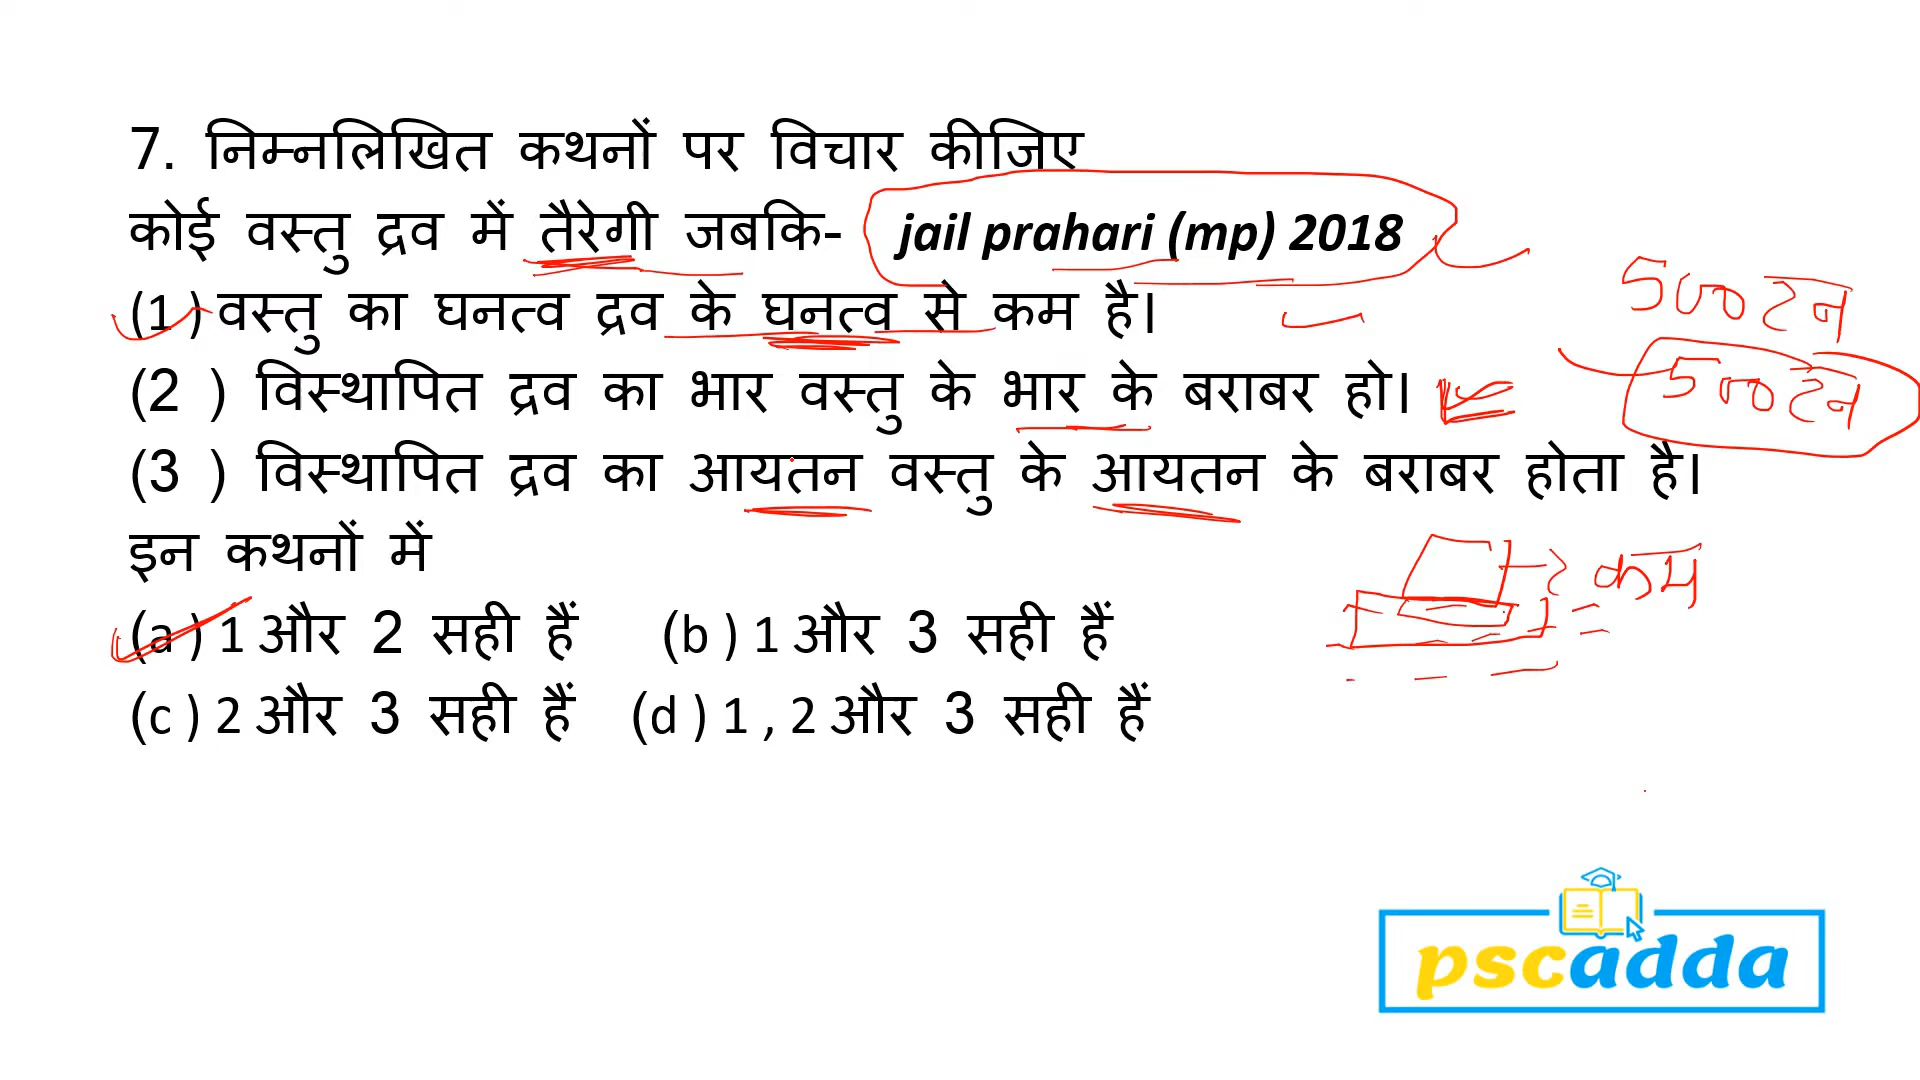 7. निम्नलिखित कथनों पर विचार कीजिए
कोई वस्तु द्रव में तैरेगी जबकि- jail prahari (mp) 2018
(1) वस्तु का घनत्व द्रव के घनत्व से कम है।
(2 ) विस्थापित द्रव का भार वस्तु के भार के बराबर हो।
(3 ) विस्थापित द्रव का आयतन वस्तु के आयतन के बराबर होता है।
इन कथनों में
(a ) 1 और 2 सही हैं (b ) 1 और 3 सही हैं
(c ) 2 और 3 सही हैं (d ) 1 , 2 और 3 सही हैं
500 टन
500 टन
कम
pscadda